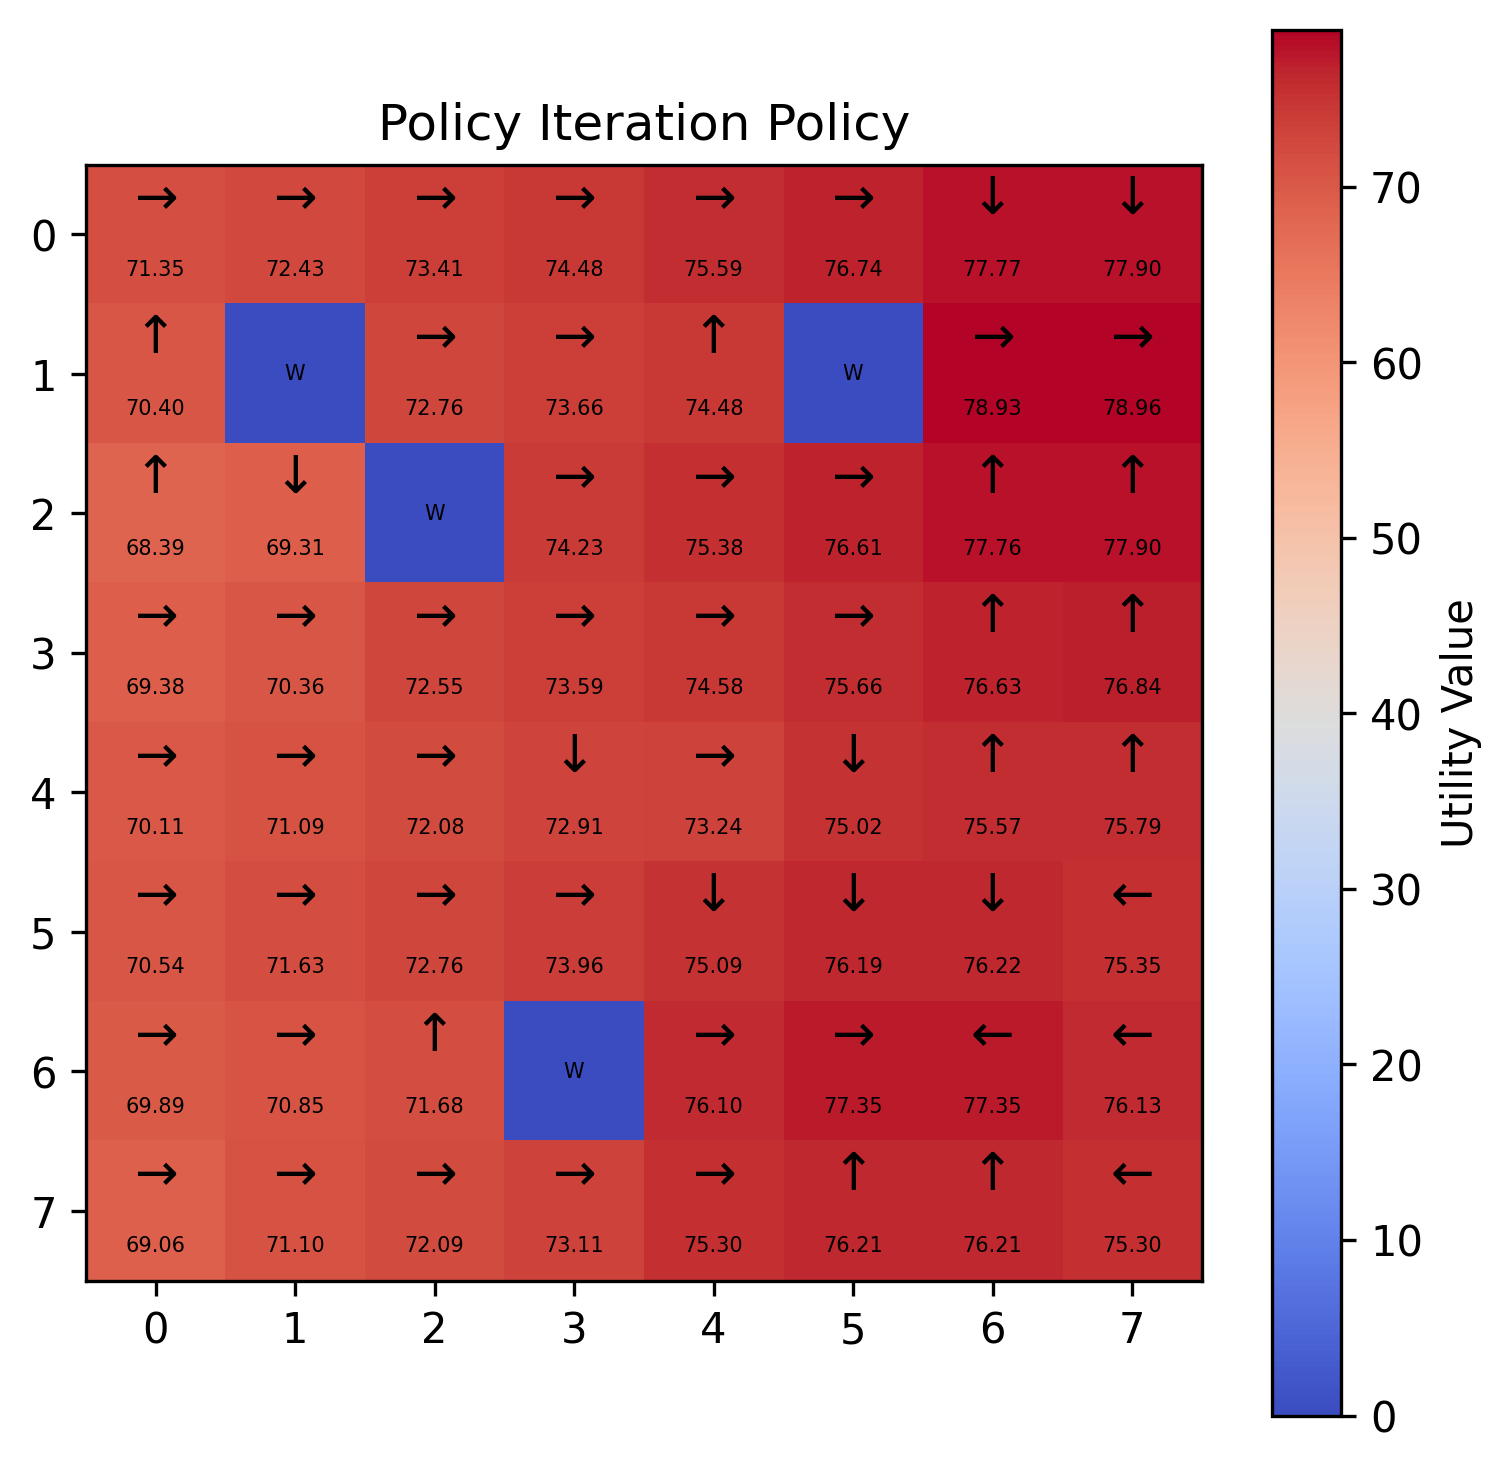 Policy Iteration Policy
→ → → → → → ↓ ↓
0 71.35 72.43 73.41 74.48 75.59 76.74 77.77 77.90
↑ → → ↑ → →
1 W W
70.40 72.76 73.66 74.48 78.93 78.96
↑ ↓ → → → ↑ ↑
2 W
68.39 69.31 74.23 75.38 76.61 77.76 77.90
→ → → → → → ↑ ↑
3 69.38 70.36 72.55 73.59 74.58 75.66 76.63 76.84
→ → → ↓ → ↓ ↑ ↑
4 70.11 71.09 72.08 72.91 73.24 75.02 75.57 75.79
→ → → → ↓ ↓ ↓ ←
5 70.54 71.63 72.76 73.96 75.09 76.19 76.22 75.35
→ → ↑ → → ← ←
6 W
69.89 70.85 71.68 76.10 77.35 77.35 76.13
→ → → → → ↑ ↑ ←
7 69.06 71.10 72.09 73.11 75.30 76.21 76.21 75.30
0 1 2 3 4 5 6 7
70
60
50
40
30
20
10
0
Utility Value